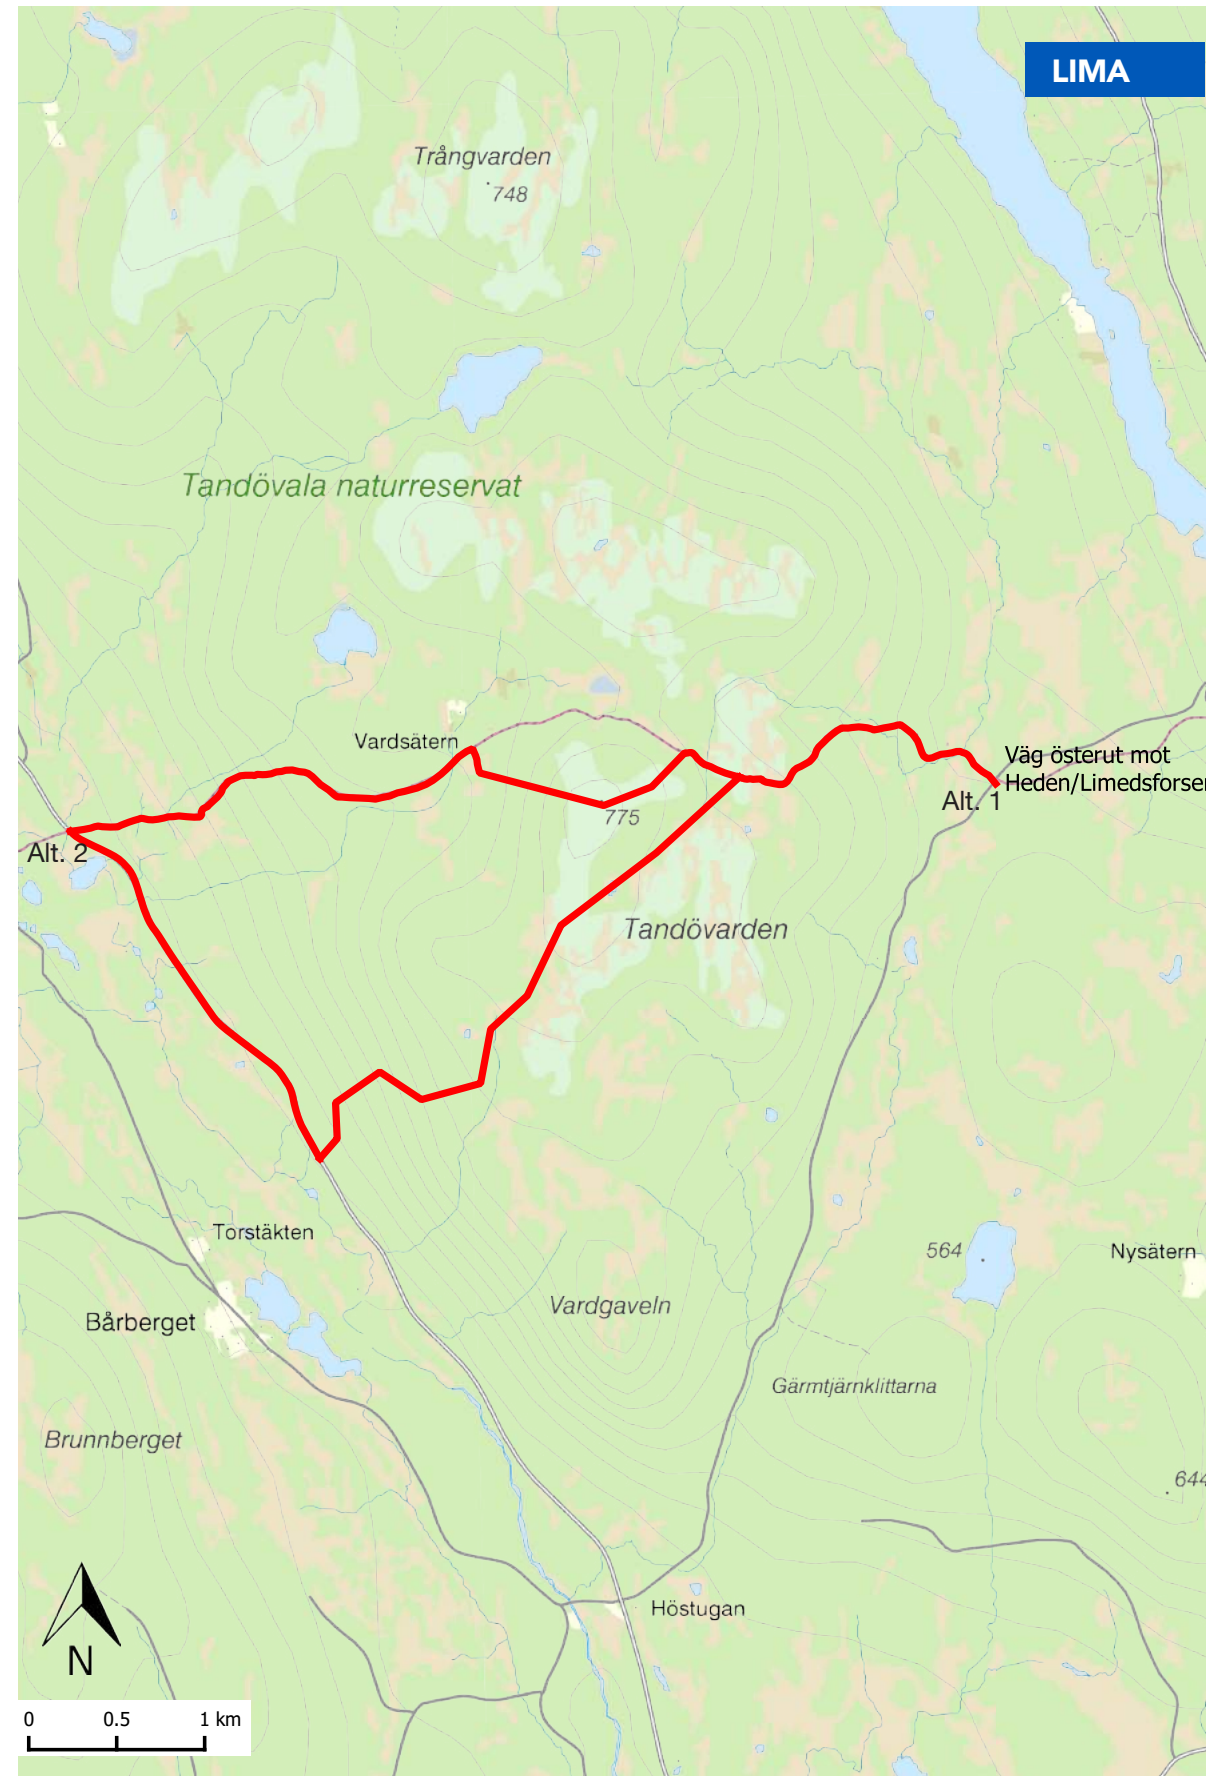 LIMA
Trångvarden
748
Tandövala naturreservat
Vardsätern
Väg österut mot
Heden/Limedsforser
Alt. 1
775
Alt. 2
Tandövarden
Torstäkten
564
Nysätern
Vardgaveln
Bårberget
Gärmtjärnklittarna
Brunnberget
644
Höstugan
N
0 0.5 1 km